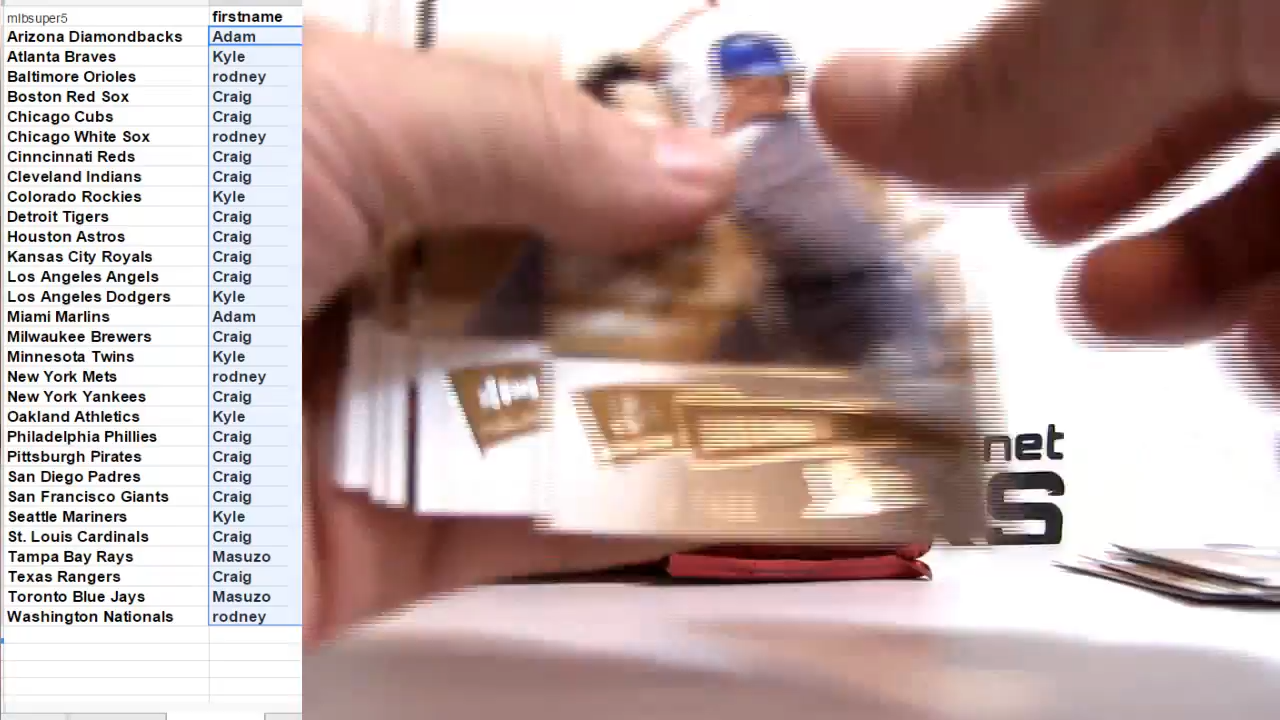 mlbsuper5 firstname
Arizona Diamondbacks Adam
Atlanta Braves Kyle
Baltimore Orioles rodney
Boston Red Sox Craig
Chicago Cubs Craig
Chicago White Sox rodney
Cinncinnati Reds Craig
Cleveland Indians Craig
Colorado Rockies Kyle
Detroit Tigers Craig
Houston Astros Craig
Kansas City Royals Craig
Los Angeles Angels Craig
Los Angeles Dodgers Kyle
Miami Marlins Adam
Milwaukee Brewers Craig
Minnesota Twins Kyle
New York Mets rodney
New York Yankees Craig
Oakland Athletics Kyle
Philadelphia Phillies Craig
Pittsburgh Pirates Craig
San Diego Padres Craig
San Francisco Giants Craig
Seattle Mariners Kyle
St. Louis Cardinals Craig
Tampa Bay Rays Masuzo
Texas Rangers Craig
Toronto Blue Jays Masuzo
Washington Nationals rodney
net
S